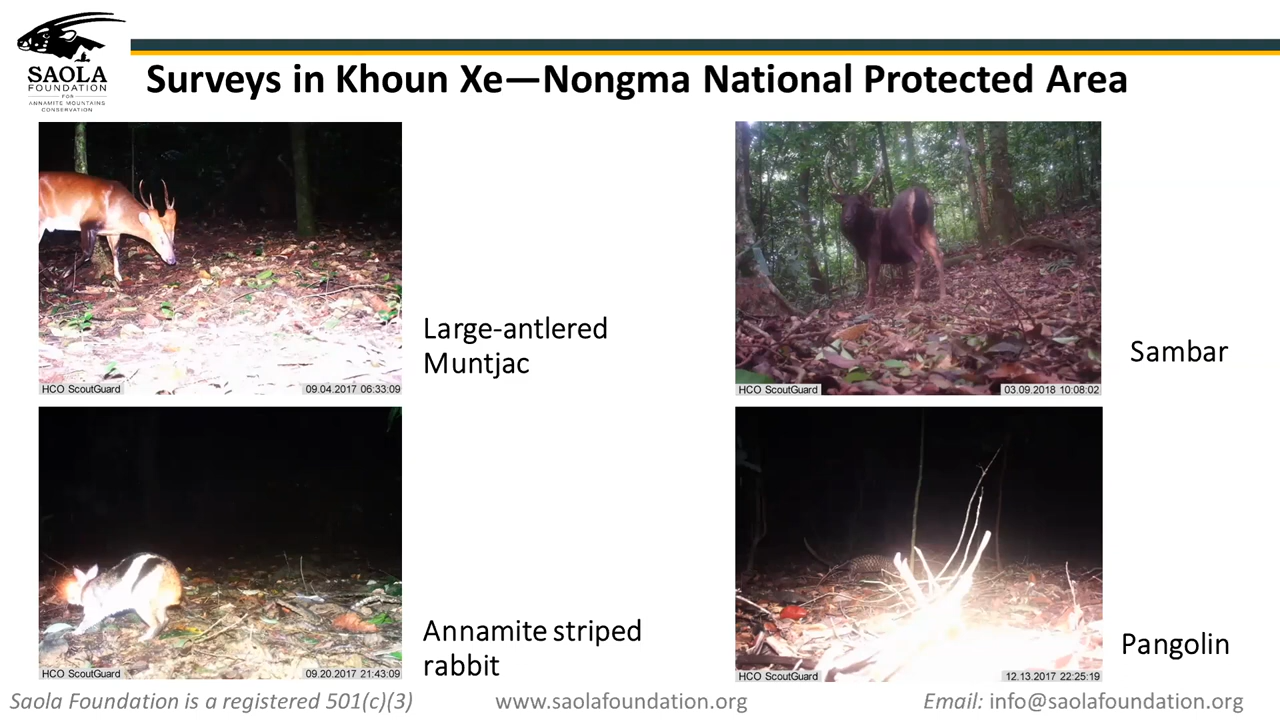 SAOLA
FOUNDATION
FOR
ANNAMITE MOUNTAINS
CONSERVATION
Surveys in Khoun Xe—Nongma National Protected Area
HCO ScoutGuard
09.04.2017 06:33:09
Large-antlered
Muntjac
HCO ScoutGuard
03.09.2018 10:08:02
Sambar
HCO ScoutGuard
09.20.2017 21:43:09
Annamite striped
rabbit
HCO ScoutGuard
12.13.2017 22:25:19
Pangolin
Saola Foundation is a registered 501(c)(3)
www.saolafoundation.org
Email: info@saolafoundation.org